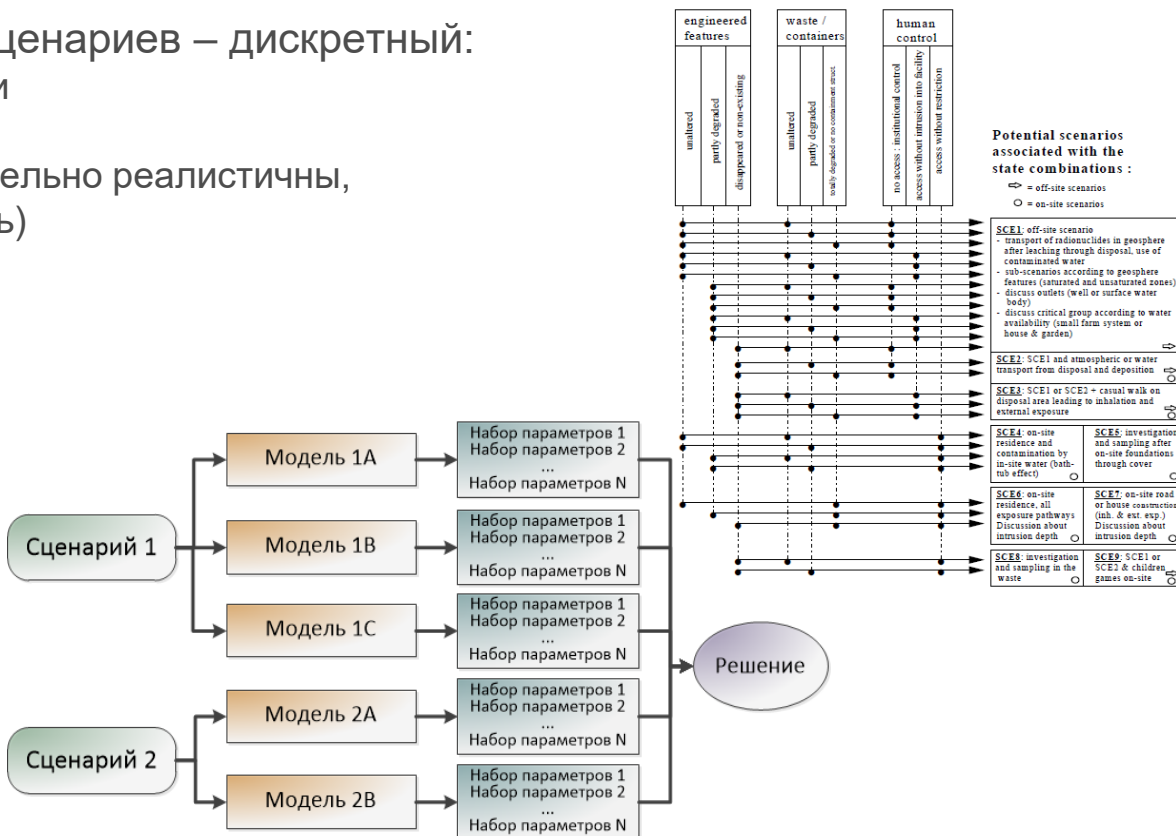 ценариев – дискретный:
и
ельно реалистичны,
ь)
engineered
features
waste /
containers
human
control
unaltered
partly degraded
disappeared or non-existing
unaltered
partly degraded
totally degraded or no containment struct.
no access : institutional control
access without intrusion into facility
access without restriction
Potential scenarios
associated with the
state combinations :
= off-site scenarios
= on-site scenarios
SCE1: off-site scenario
- transport of radionuclides in geosphere
after leaching through disposal, use of
contaminated water
- sub-scenarios according to geosphere
features (saturated and unsaturated zones)
- discuss outlets (well or surface water
body)
- discuss critical group according to water
availability (small farm system or
house & garden)
SCE2: SCE1 and atmospheric or water
transport from disposal and deposition
SCE3: SCE1 or SCE2 + casual walk on
disposal area leading to inhalation and
external exposure
SCE4: on-site
residence and
contamination by
in-site water (bath-
tub effect)
SCE5: investigation
and sampling after
on-site foundations
through cover
SCE6: on-site
residence, all
exposure pathways
Discussion about
intrusion depth
SCE7: on-site road
or house construction
(inh. & ext. exp.)
Discussion about
intrusion depth
SCE8: investigation
and sampling in the
waste
SCE9: SCE1 or
SCE2 & children
games on-site
Сценарий 1
Модель 1A
Набор параметров 1
Набор параметров 2
...
Набор параметров N
Модель 1B
Набор параметров 1
Набор параметров 2
...
Набор параметров N
Модель 1C
Набор параметров 1
Набор параметров 2
...
Набор параметров N
Сценарий 2
Модель 2A
Набор параметров 1
Набор параметров 2
...
Набор параметров N
Модель 2B
Набор параметров 1
Набор параметров 2
...
Набор параметров N
Решение